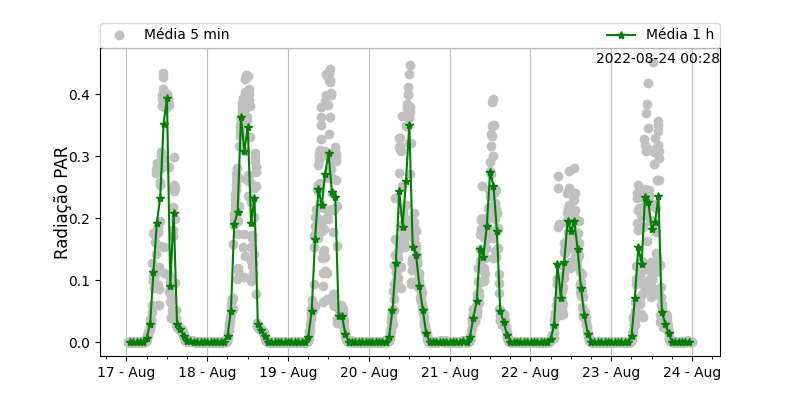 Média 5 min
Média 1 h
2022-08-24 00:28
Radiação PAR
0.4
0.3
0.2
0.1
0.0
17 - Aug
18 - Aug
19 - Aug
20 - Aug
21 - Aug
22 - Aug
23 - Aug
24 - Aug